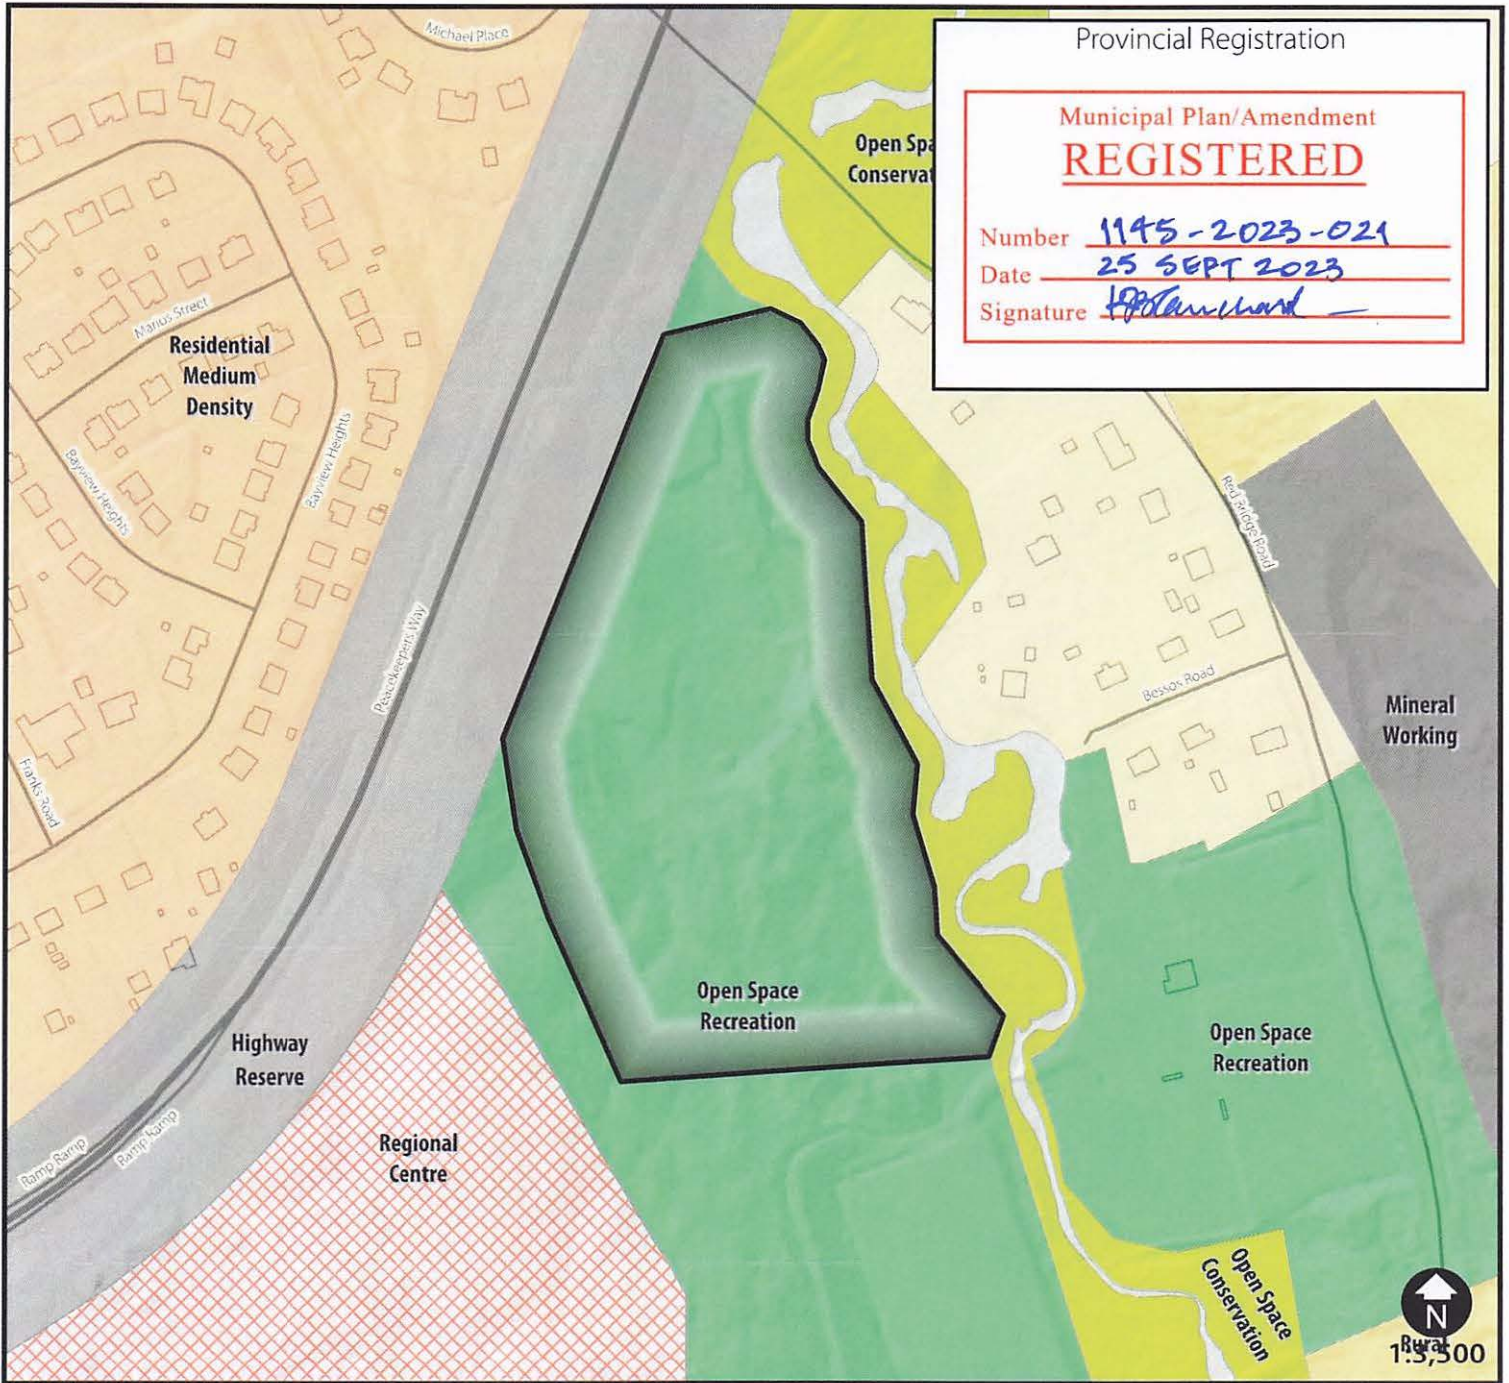 Provincial Registration
Municipal Plan/Amendment
REGISTERED
Number 1145-2023-021
Date 25 SEPT 2023
Signature
Michael Place
Open Spa
Conservat
Marius Street
Residential
Medium
Density
Bayview Heights
Bayview Heights
Red Bridge Road
Peacekeepers Way
Bessos Road
Mineral
Working
Franks Road
Open Space
Recreation
Open Space
Recreation
Highway
Reserve
Regional
Centre
Ramp Ramp
Ramp Ramp
Open Space
Conservation
N
Rural
1:3,500